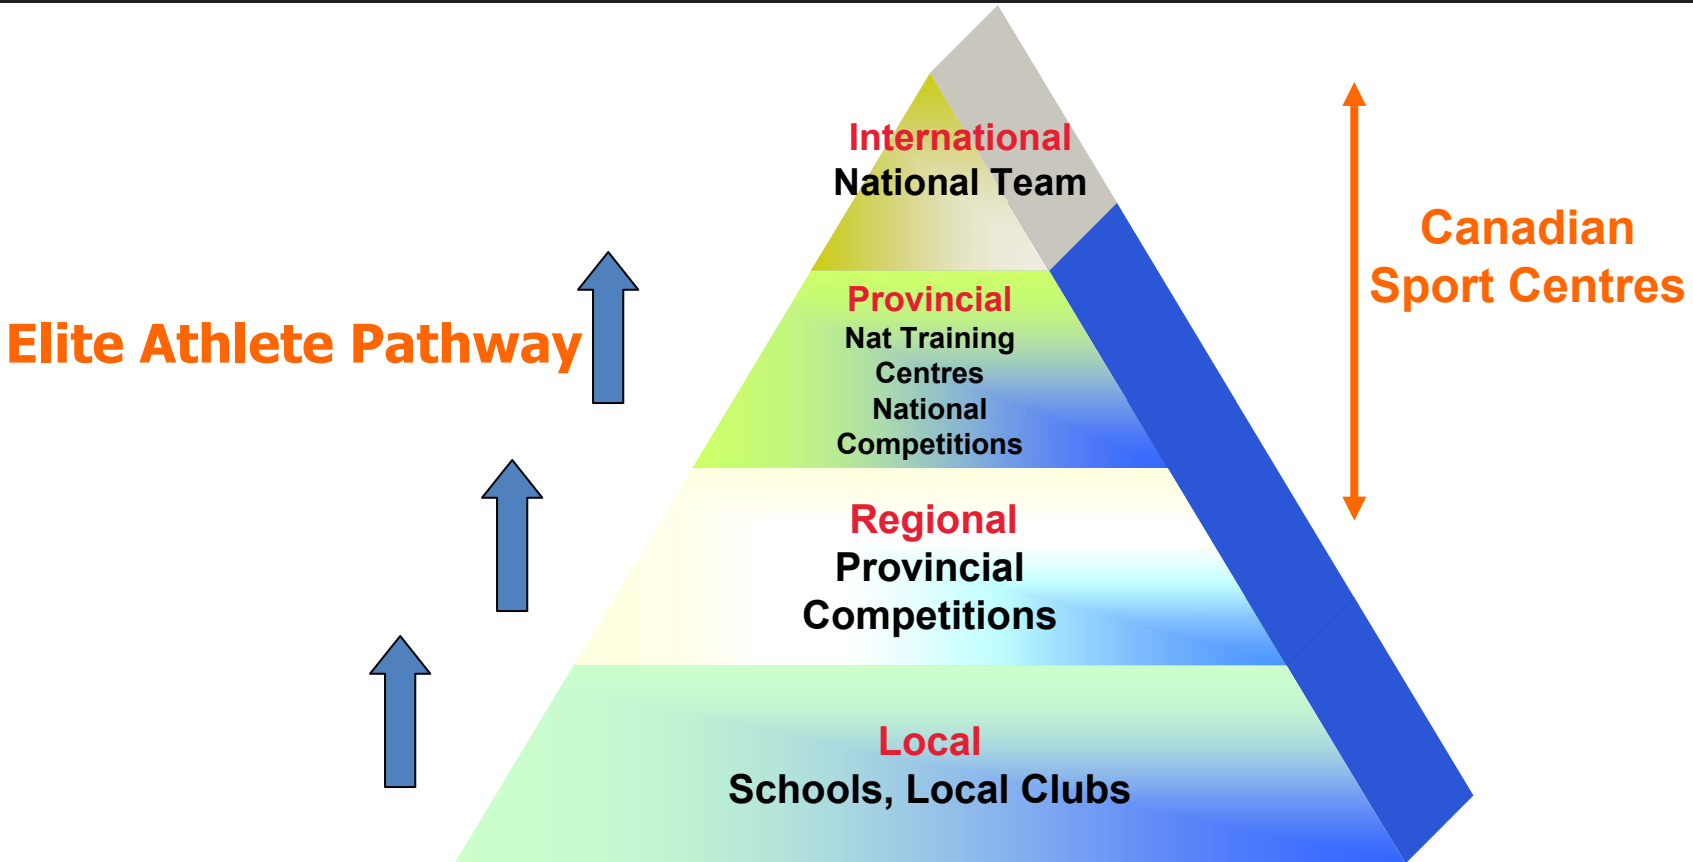 International
National Team
Canadian
Sport Centres
Elite Athlete Pathway
Provincial
Nat Training
Centres
National
Competitions
Regional
Provincial
Competitions
Local
Schools, Local Clubs